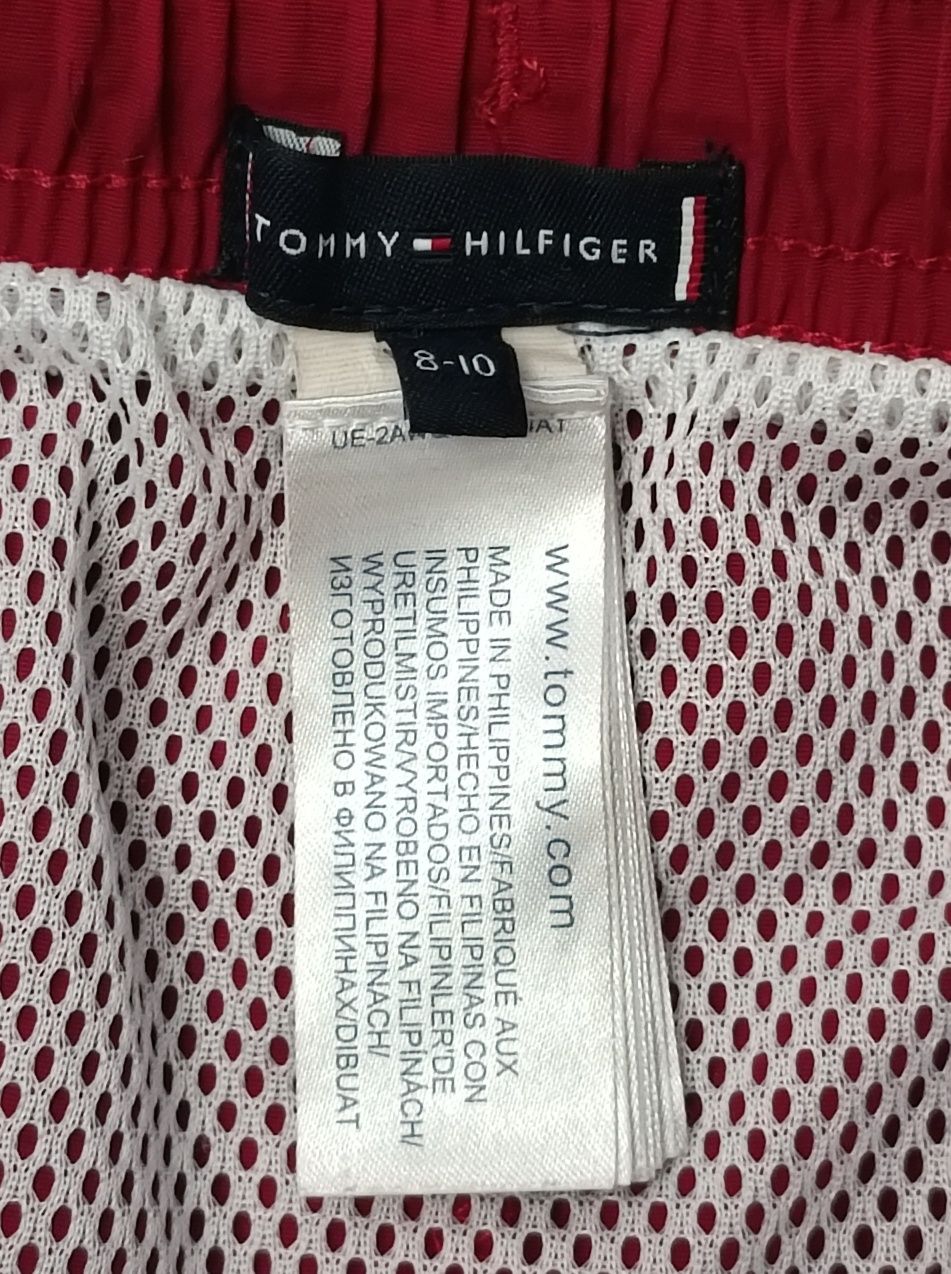 TOMMY HILFIGER
8-10
www.tommy.com
MADE IN PHILIPPINES/FABRIQUÉ AUX
PHILIPPINES/HECHO EN FILIPINAS CON
INSUMOS IMPORTADOS/FILIPINLER'DE
URETILMISTIR/VYROBENO NA FILIPÍNÁCH/
WYPRODUKOWANO NA FILIPINACH/
ИЗГОТОВЛЕНО В ФИЛИППИНАХ/DIBUAT